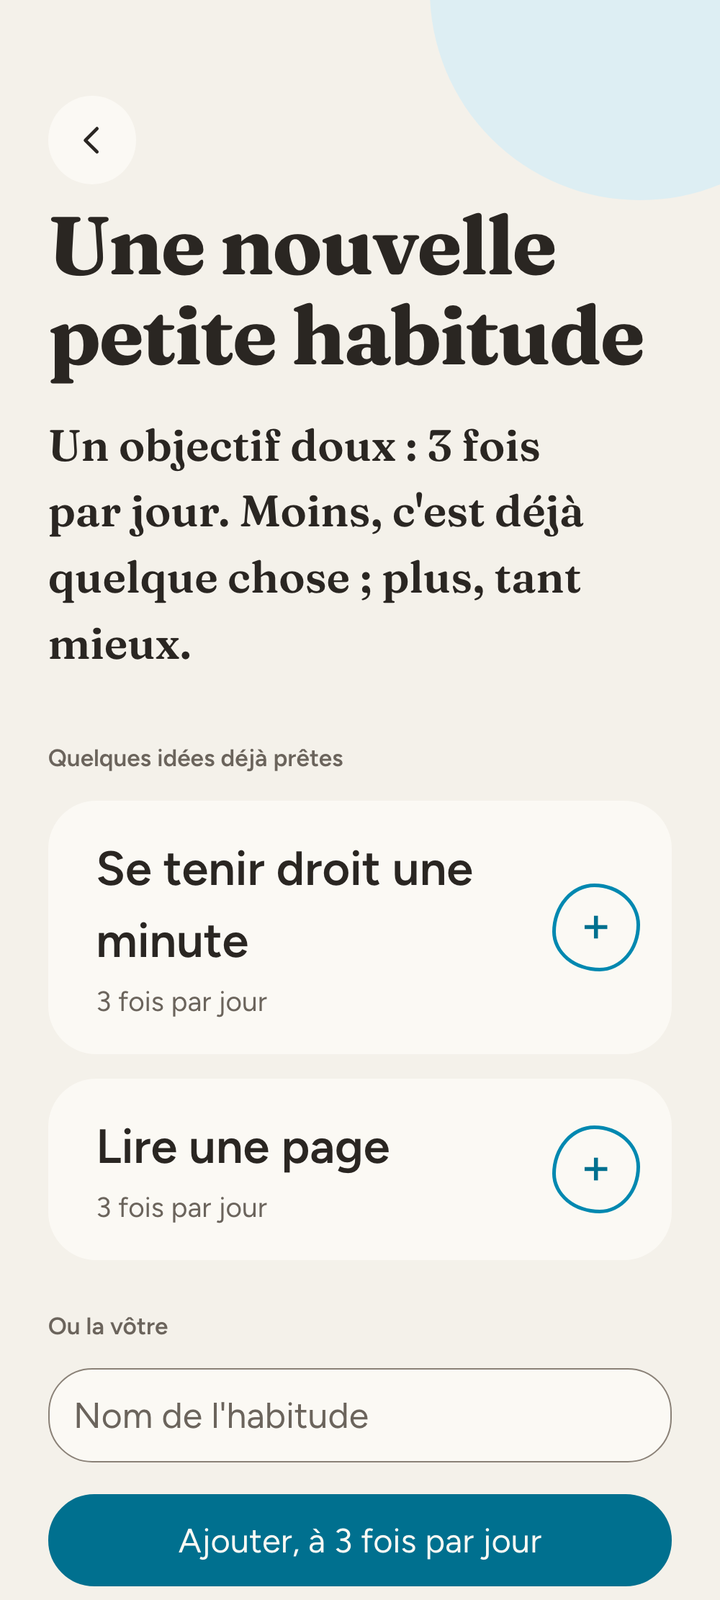 Une nouvelle
petite habitude
Un objectif doux : 3 fois
par jour. Moins, c'est déjà
quelque chose ; plus, tant
mieux.
Quelques idées déjà prêtes
Se tenir droit une
minute
3 fois par jour
+
Lire une page
3 fois par jour
+
Ou la vôtre
Nom de l'habitude
Ajouter, à 3 fois par jour